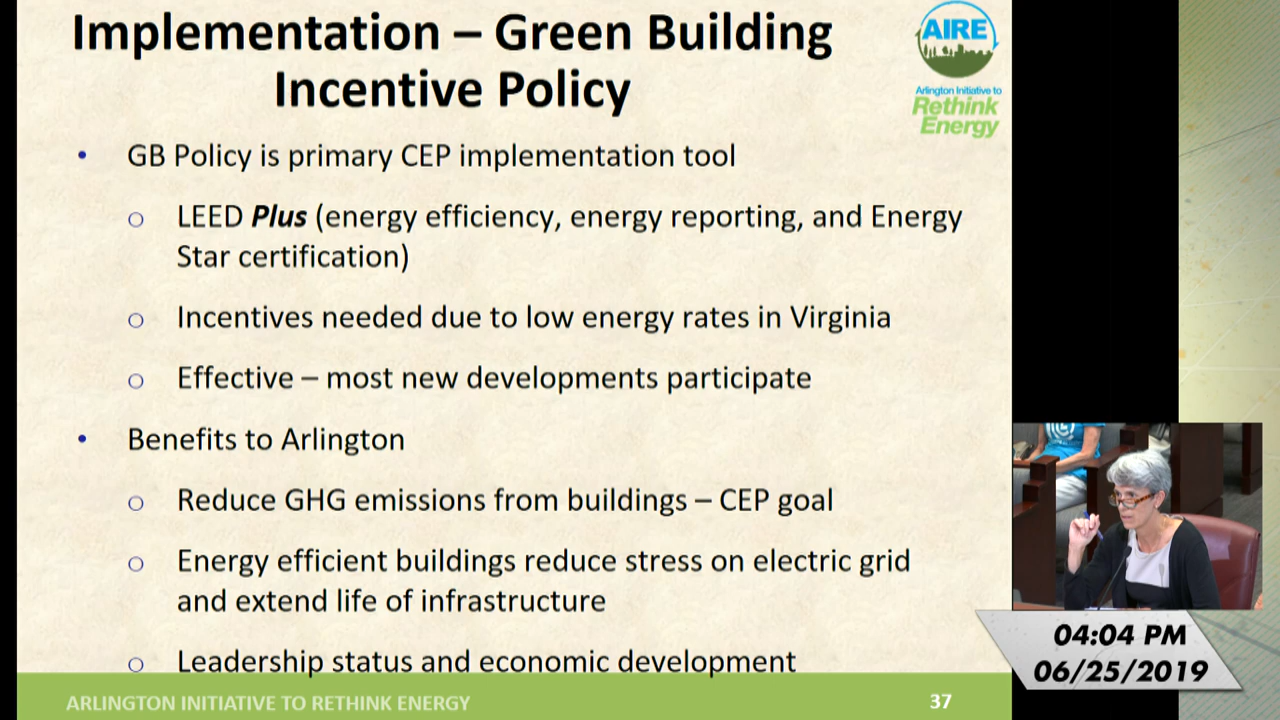 Implementation – Green Building
Incentive Policy
AIRE
Arlington Initiative to
Rethink
Energy
• GB Policy is primary CEP implementation tool
o LEED Plus (energy efficiency, energy reporting, and Energy
Star certification)
o Incentives needed due to low energy rates in Virginia
o Effective – most new developments participate
• Benefits to Arlington
o Reduce GHG emissions from buildings – CEP goal
o Energy efficient buildings reduce stress on electric grid
and extend life of infrastructure
o Leadership status and economic development
ARLINGTON INITIATIVE TO RETHINK ENERGY
37
04:04 PM
06/25/2019